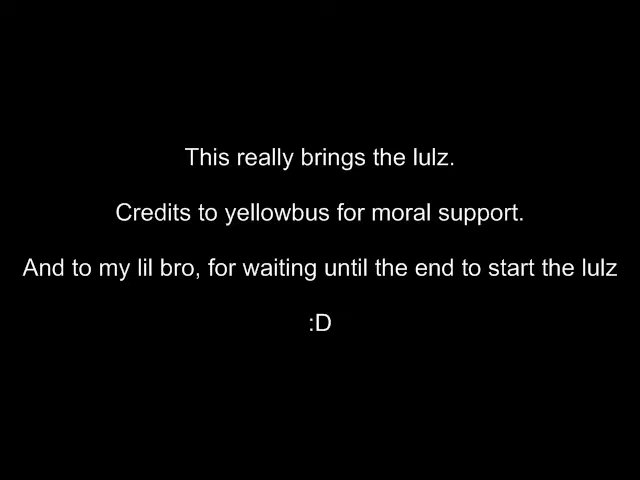 This really brings the lulz.
Credits to yellowbus for moral support.
And to my lil bro, for waiting until the end to start the lulz
:D